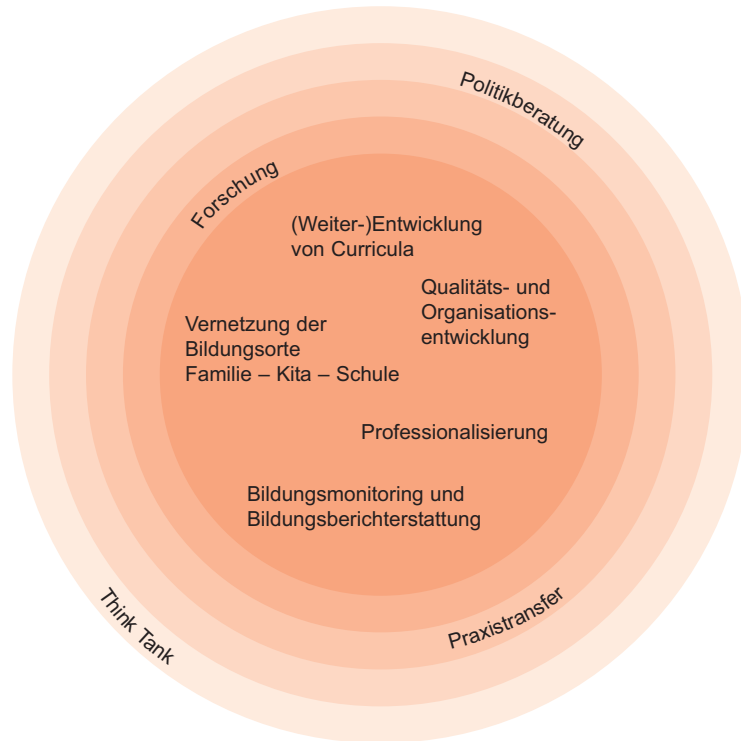 Politikberatung
Forschung
(Weiter-)Entwicklung
von Curricula
Qualitäts- und
Organisations-
entwicklung
Vernetzung der
Bildungsorte
Familie – Kita – Schule
Professionalisierung
Bildungsmonitoring und
Bildungsberichterstattung
Think Tank
Praxistransfer